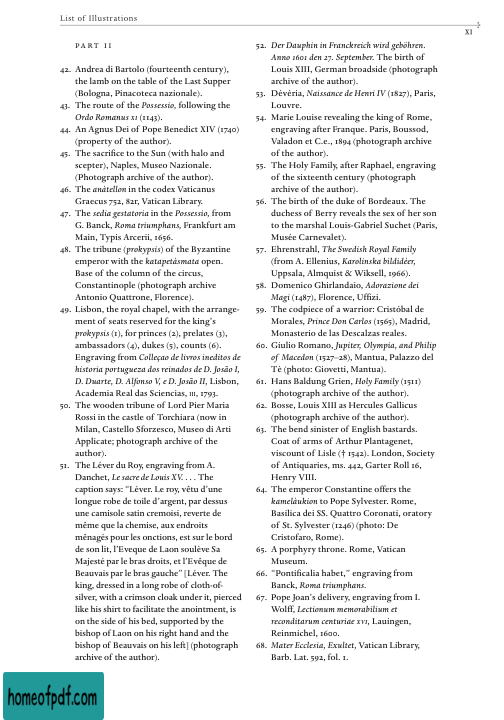 List of Illustrations
XI
PART II
42. Andrea di Bartolo (fourteenth century),
the lamb on the table of the Last Supper
(Bologna, Pinacoteca nazionale).
43. The route of the Possessio, following the
Ordo Romanus XI (1143).
44. An Agnus Dei of Pope Benedict XIV (1740)
(property of the author).
45. The sacrifice to the Sun (with halo and
scepter), Naples, Museo Nazionale.
(Photograph archive of the author).
46. The anàtellon in the codex Vaticanus
Graecus 752, 82r, Vatican Library.
47. The sedia gestatoria in the Possessio, from
G. Banck, Roma triumphans, Frankfurt am
Main, Typis Arcerii, 1656.
48. The tribune (prokypsis) of the Byzantine
emperor with the katapetàsmata open.
Base of the column of the circus,
Constantinople (photograph archive
Antonio Quattrone, Florence).
49. Lisbon, the royal chapel, with the arrange-
ment of seats reserved for the king's
prokypsis (1), for princes (2), prelates (3),
ambassadors (4), dukes (5), counts (6).
Engraving from Colleçao de livros ineditos de
historia portugueza dos reinados de D. Josão I,
D. Duarte, D. Alfonso V, e D. Josão II, Lisbon,
Academia Real das Sciencias, III, 1793.
50. The wooden tribune of Lord Pier Maria
Rossi in the castle of Torchiara (now in
Milan, Castello Sforzesco, Museo di Arti
Applicate; photograph archive of the
author).
51. The Léver du Roy, engraving from A.
Danchet, Le sacre de Louis XV. . . . The
caption says: "Léver. Le roy, vêtu d'une
longue robe de toile d'argent, par dessus
une camisole satin cremoisi, reverte de
même que la chemise, aux endroits
ménagés pour les onctions, est sur le bord
de son lit, l'Eveque de Laon soulève Sa
Majesté par le bras droits, et l'Evêque de
Beauvais par le bras gauche" [Léver. The
king, dressed in a long robe of cloth-of-
silver, with a crimson cloak under it, pierced
like his shirt to facilitate the anointment, is
on the side of his bed, supported by the
bishop of Laon on his right hand and the
bishop of Beauvais on his left] (photograph
archive of the author).
52. Der Dauphin in Franckreich wird geböhren.
Anno 1601 den 27. September. The birth of
Louis XIII, German broadside (photograph
archive of the author).
53. Dévéria, Naissance de Henri IV (1827), Paris,
Louvre.
54. Marie Louise revealing the king of Rome,
engraving after Franque. Paris, Boussod,
Valadon et C.e., 1894 (photograph archive
of the author).
55. The Holy Family, after Raphael, engraving
of the sixteenth century (photograph
archive of the author).
56. The birth of the duke of Bordeaux. The
duchess of Berry reveals the sex of her son
to the marshal Louis-Gabriel Suchet (Paris,
Musée Carnevalet).
57. Ehrenstrahl, The Swedish Royal Family
(from A. Ellenius, Karolinska bildidéer,
Uppsala, Almquist & Wiksell, 1966).
58. Domenico Ghirlandaio, Adorazione dei
Magi (1487), Florence, Uffizi.
59. The codpiece of a warrior: Cristóbal de
Morales, Prince Don Carlos (1565), Madrid,
Monasterio de las Descalzas reales.
60. Giulio Romano, Jupiter, Olympia, and Philip
of Macedon (1527–28), Mantua, Palazzo del
Tè (photo: Giovetti, Mantua).
61. Hans Baldung Grien, Holy Family (1511)
(photograph archive of the author).
62. Bosse, Louis XIII as Hercules Gallicus
(photograph archive of the author).
63. The bend sinister of English bastards.
Coat of arms of Arthur Plantagenet,
viscount of Lisle († 1542). London, Society
of Antiquaries, ms. 442, Garter Roll 16,
Henry VIII.
64. The emperor Constantine offers the
kamelàukion to Pope Sylvester. Rome,
Basilica dei SS. Quattro Coronati, oratory
of St. Sylvester (1246) (photo: De
Cristofaro, Rome).
65. A porphyry throne. Rome, Vatican
Museum.
66. "Pontificalia habet," engraving from
Banck, Roma triumphans.
67. Pope Joan's delivery, engraving from I.
Wolff, Lectionum memorabilium et
reconditarum centuriae XVI, Lauingen,
Reinmichel, 1600.
68. Mater Ecclesia, Exultet, Vatican Library,
Barb. Lat. 592, fol. 1.
homeofpdf.com